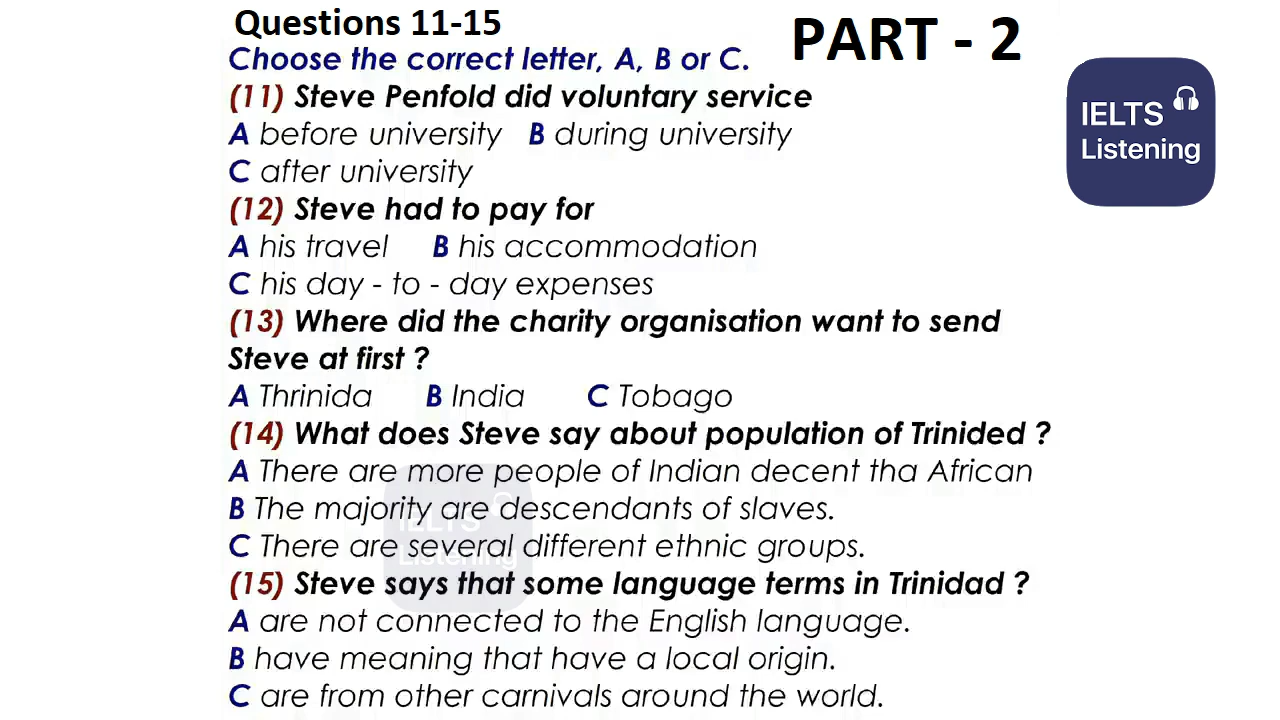 Questions 11-15
PART - 2
Choose the correct letter, A, B or C.
(11) Steve Penfold did voluntary service
A before university B during university
C after university
(12) Steve had to pay for
A his travel B his accommodation
C his day - to - day expenses
(13) Where did the charity organisation want to send
Steve at first ?
A Thrinida B India C Tobago
(14) What does Steve say about population of Trinided ?
A There are more people of Indian decent tha African
B The majority are descendants of slaves.
C There are several different ethnic groups.
(15) Steve says that some language terms in Trinidad ?
A are not connected to the English language.
B have meaning that have a local origin.
C are from other carnivals around the world.
IELTS
Listening
IELTS
Listening